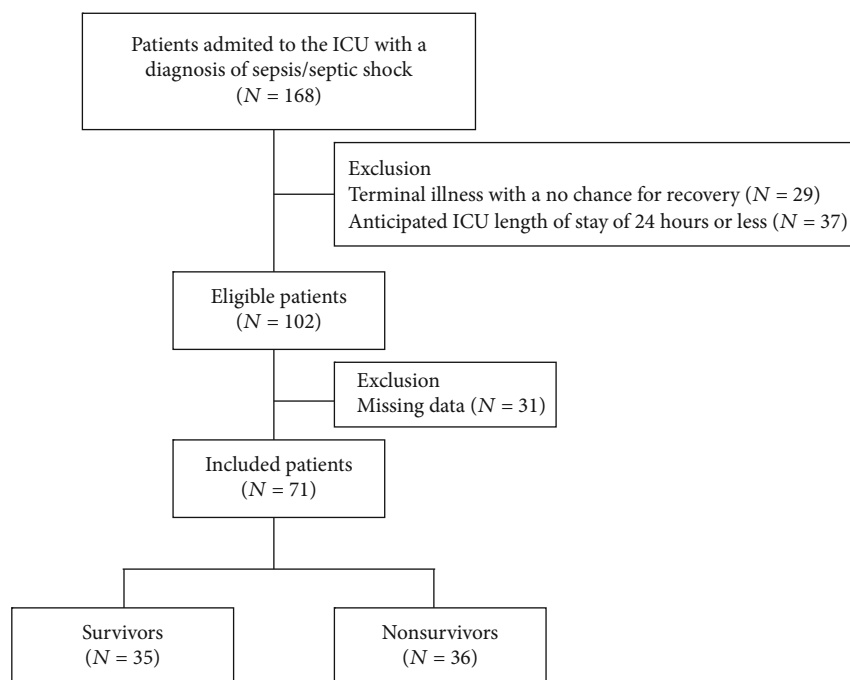 Patients admited to the ICU with a
diagnosis of sepsis/septic shock
(N = 168)
Exclusion
Terminal illness with a no chance for recovery (N = 29)
Anticipated ICU length of stay of 24 hours or less (N = 37)
Eligible patients
(N = 102)
Exclusion
Missing data (N = 31)
Included patients
(N = 71)
Survivors
(N = 35)
Nonsurvivors
(N = 36)